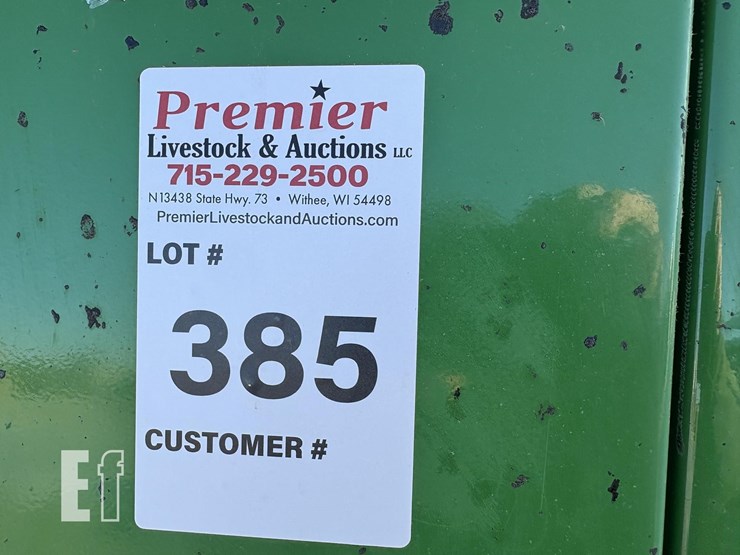 Premier
Livestock & Auctions LLC
715-229-2500
N13438 State Hwy. 73 • Withee, WI 54498
PremierLivestockandAuctions.com
LOT #
385
CUSTOMER #
Ef